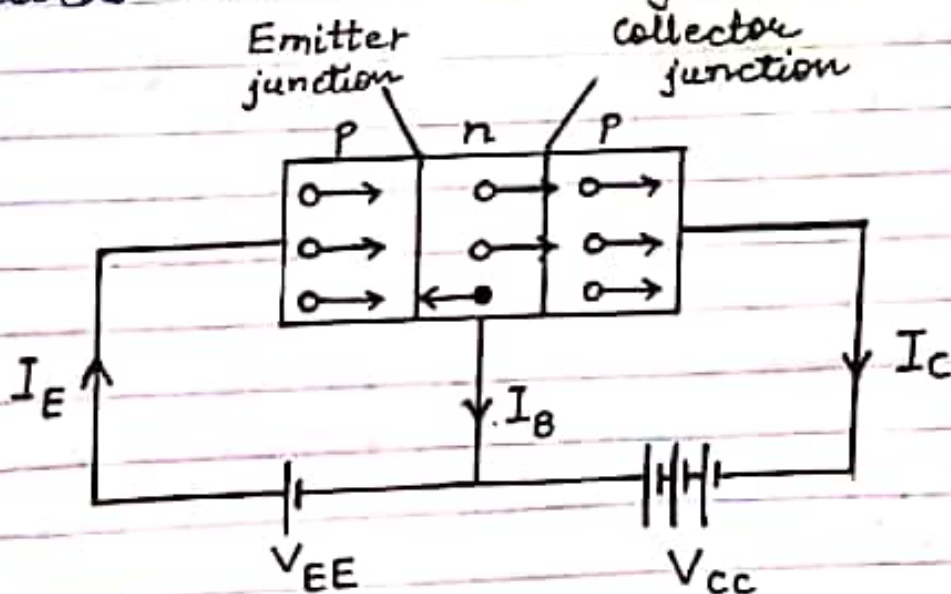 Emitter
junction
collector
junction
P n P
I_E
I_B
I_C
V_EE
V_CC